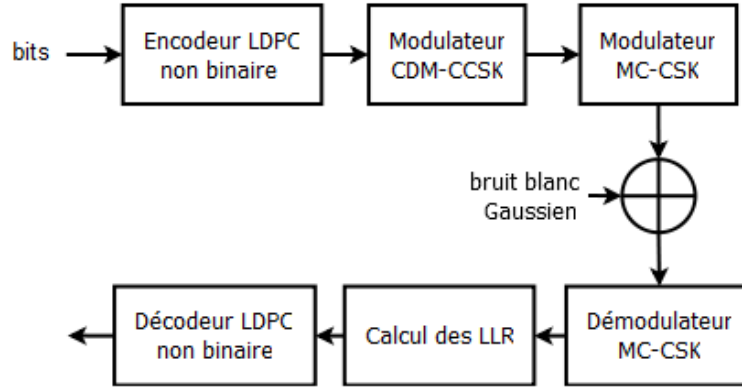 bits
Encodeur LDPC
non binaire
Modulateur
CDM-CCSK
Modulateur
MC-CSK
bruit blanc
Gaussien
Décodeur LDPC
non binaire
Calcul des LLR
Démodulateur
MC-CSK